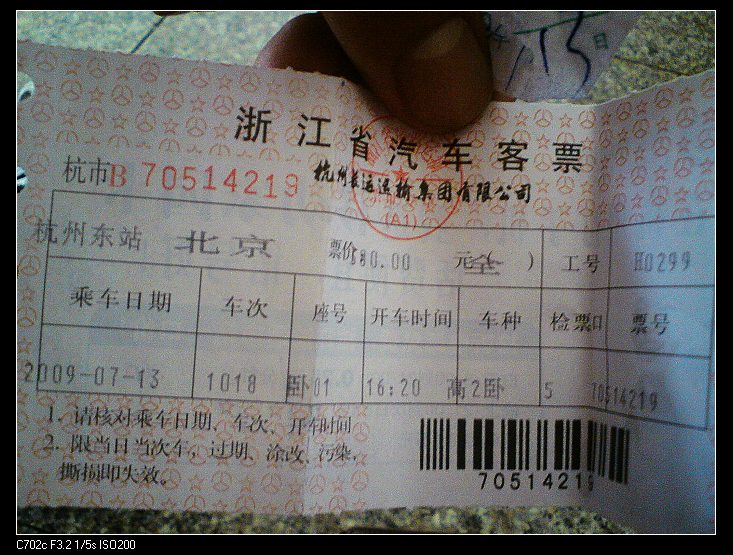 15日
浙江省汽车客票
杭市B 70514219 杭州长运运输集团有限公司
(A1)
杭州东站 北京 票价 元(全) 工号 H0299
乘车日期 车次 座号 开车时间 车种 检票口 票号
2009-07-13 1018 卧01 16:20 高2卧 5 70514219
1. 请核对乘车日期、车次、开车时间
2. 限当日当次车，过期、涂改、污染，
撕损即失效。
70514219
C702c F3.2 1/5s ISO200